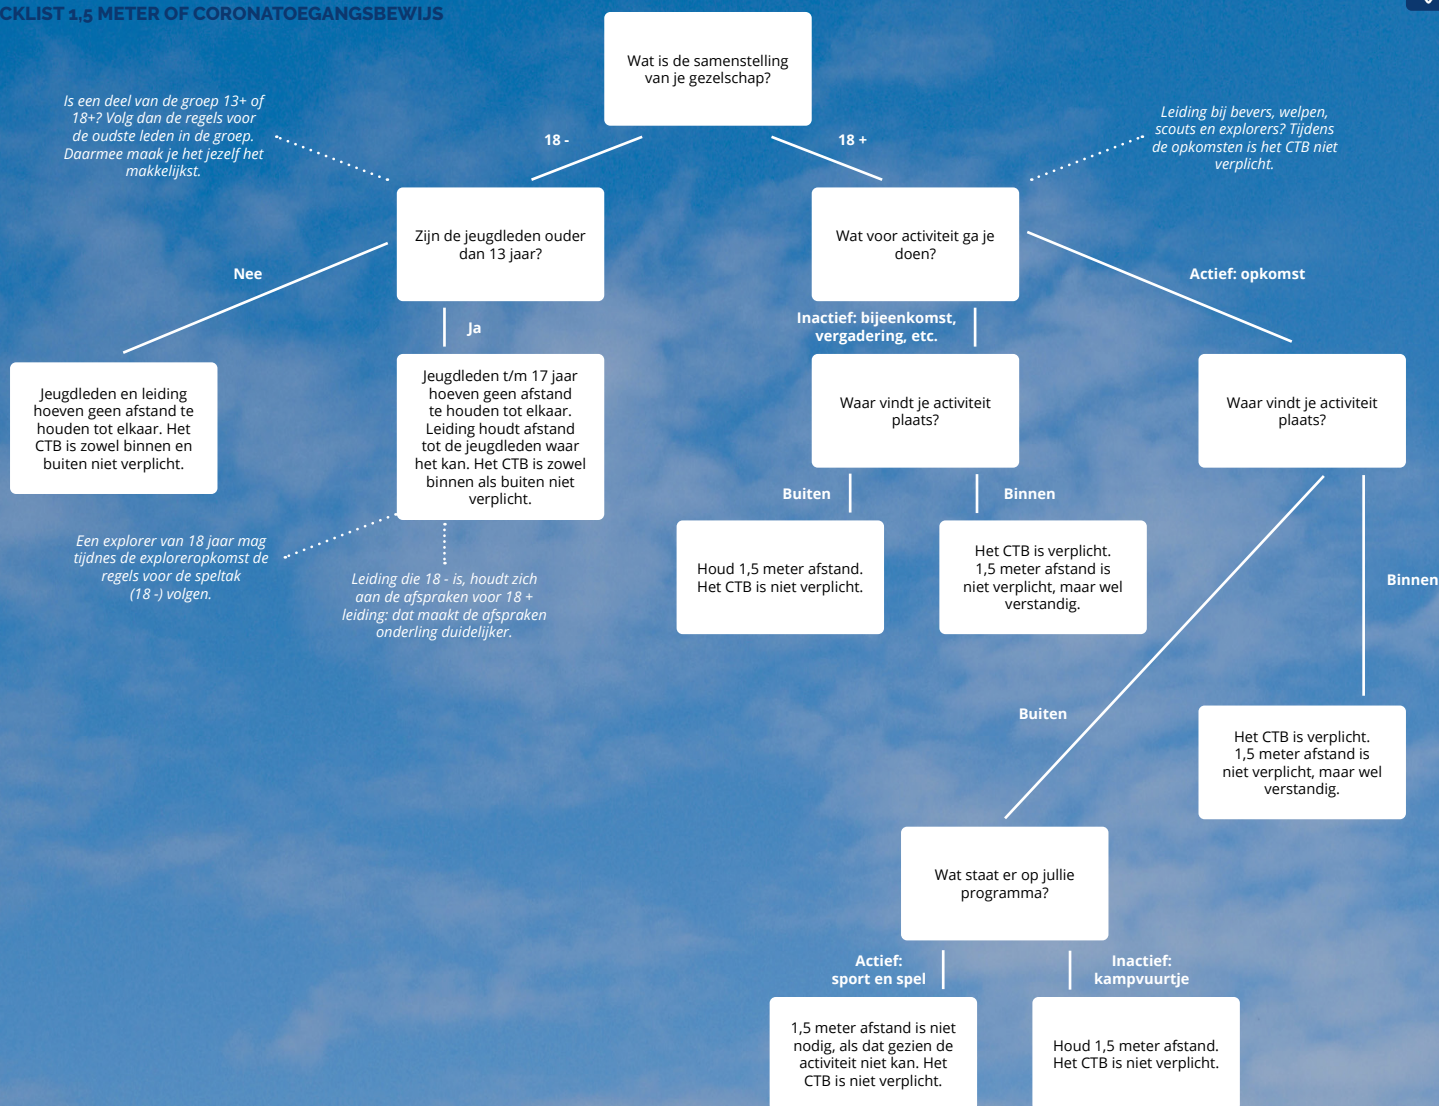 CKLIST 1,5 METER OF CORONATOEGANGSBEWIJS
Wat is de samenstelling
van je gezelschap?
Is een deel van de groep 13+ of
18+? Volg dan de regels voor
de oudste leden in de groep.
Daarmee maak je het jezelf het
makkelijkst.
18 -
18 +
Leiding bij bevers, welpen,
scouts en explorers? Tijdens
de opkomsten is het CTB niet
verplicht.
Zijn de jeugdleden ouder
dan 13 jaar?
Wat voor activiteit ga je
doen?
Nee
Ja
Inactief: bijeenkomst,
vergadering, etc.
Actief: opkomst
Jeugdleden en leiding
hoeven geen afstand te
houden tot elkaar. Het
CTB is zowel binnen en
buiten niet verplicht.
Jeugdleden t/m 17 jaar
hoeven geen afstand
te houden tot elkaar.
Leiding houdt afstand
tot de jeugdleden waar
het kan. Het CTB is zowel
binnen als buiten niet
verplicht.
Waar vindt je activiteit
plaats?
Waar vindt je activiteit
plaats?
Buiten
Binnen
Een explorer van 18 jaar mag
tijdnes de exploreropkomst de
regels voor de speltak
(18 -) volgen.
Leiding die 18 - is, houdt zich
aan de afspraken voor 18 +
leiding: dat maakt de afspraken
onderling duidelijker.
Houd 1,5 meter afstand.
Het CTB is niet verplicht.
Het CTB is verplicht.
1,5 meter afstand is
niet verplicht, maar wel
verstandig.
Binnen
Buiten
Het CTB is verplicht.
1,5 meter afstand is
niet verplicht, maar wel
verstandig.
Wat staat er op jullie
programma?
Actief:
sport en spel
Inactief:
kampvuurtje
1,5 meter afstand is niet
nodig, als dat gezien de
activiteit niet kan. Het
CTB is niet verplicht.
Houd 1,5 meter afstand.
Het CTB is niet verplicht.